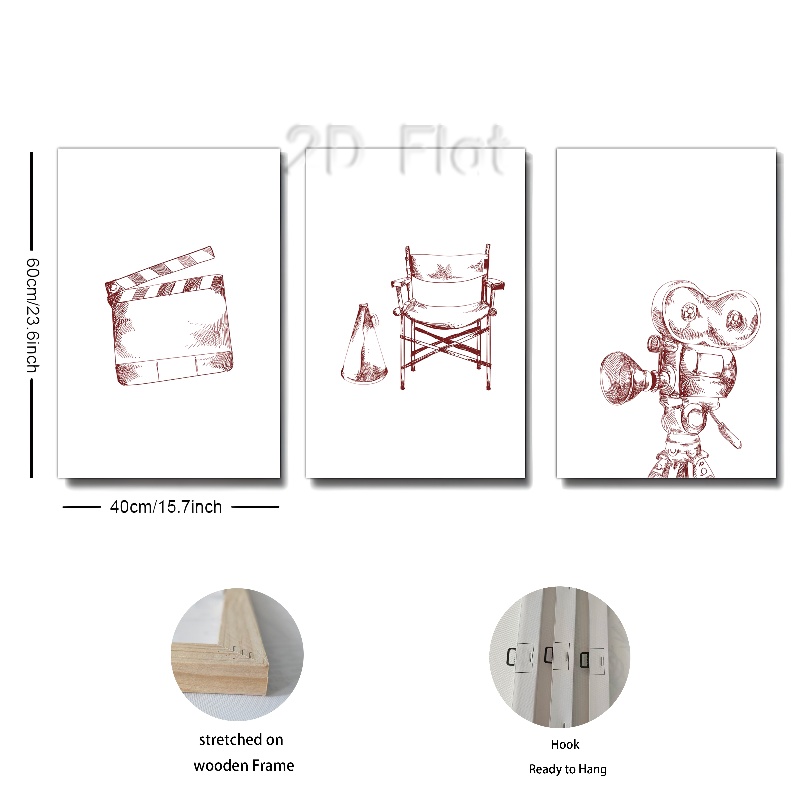 2D Flat
60cm/23.6inch
40cm/15.7inch
stretched on
wooden Frame
Hook
Ready to Hang